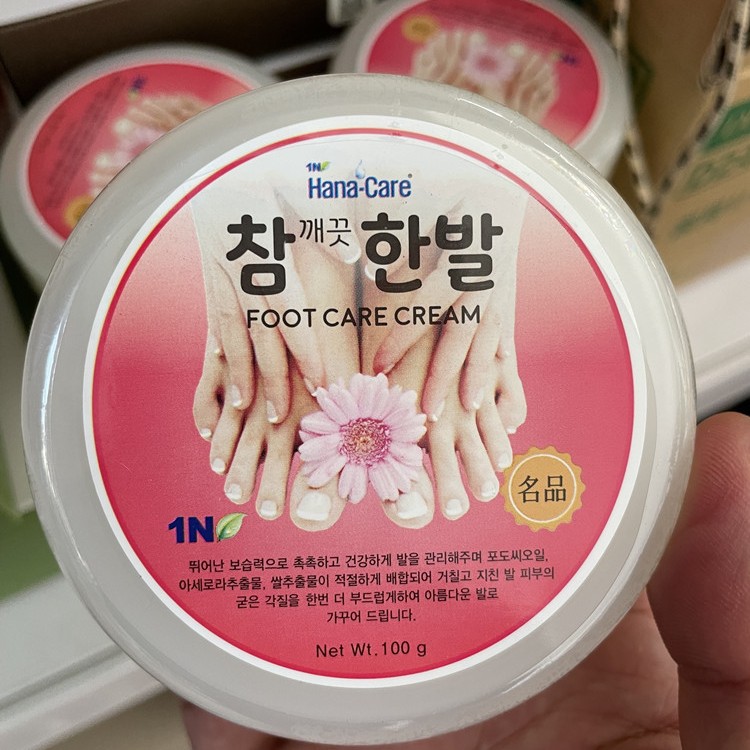 1N
Hana-Care®
참깨끗한발
FOOT CARE CREAM
名品
1N
뛰어난 보습력으로 촉촉하고 건강하게 발을 관리해주며 포도씨오일,
아세로라추출물, 쌀추출물이 적절하게 배합되어 거칠고 지친 발 피부의
굳은 각질을 한번 더 부드럽게하여 아름다운 발로
가꾸어 드립니다.
Net Wt.100 g